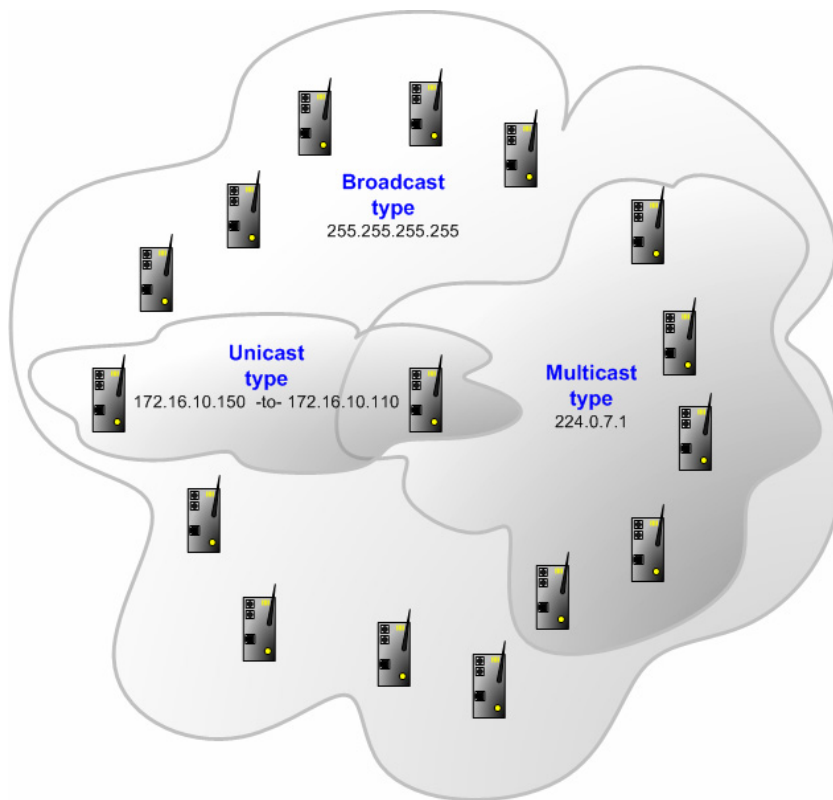 Broadcast
type
255.255.255.255
Unicast
type
172.16.10.150 -to- 172.16.10.110
Multicast
type
224.0.7.1